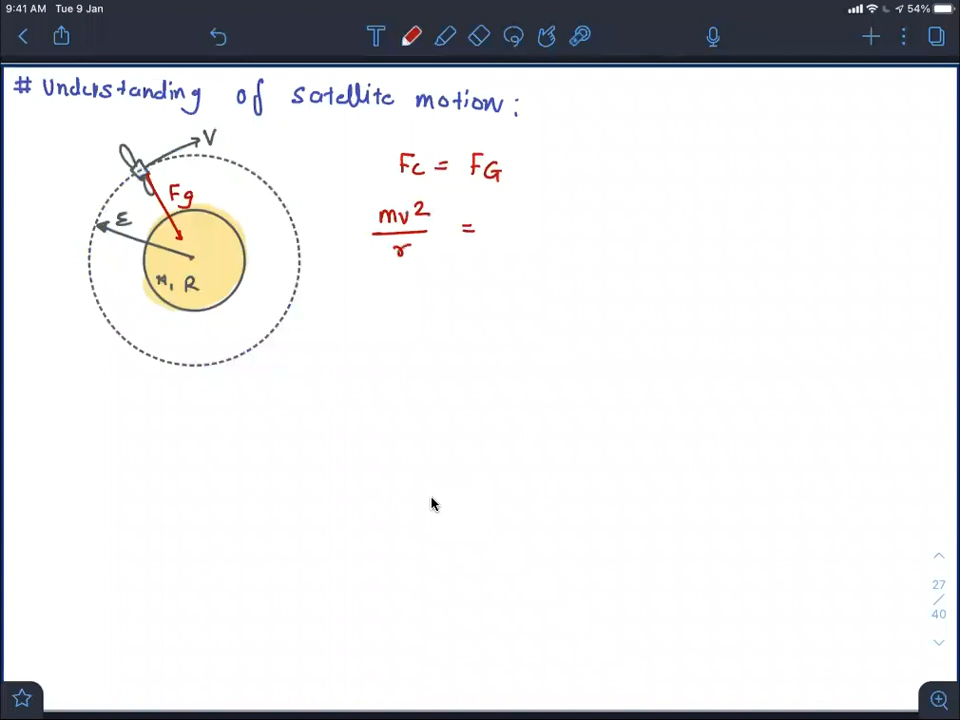 9:41 AM Tue 9 Jan
54%
# Understanding of satellite motion:
V
Fg
M, R
Fc = FG
mv²
r
=
27
/
40